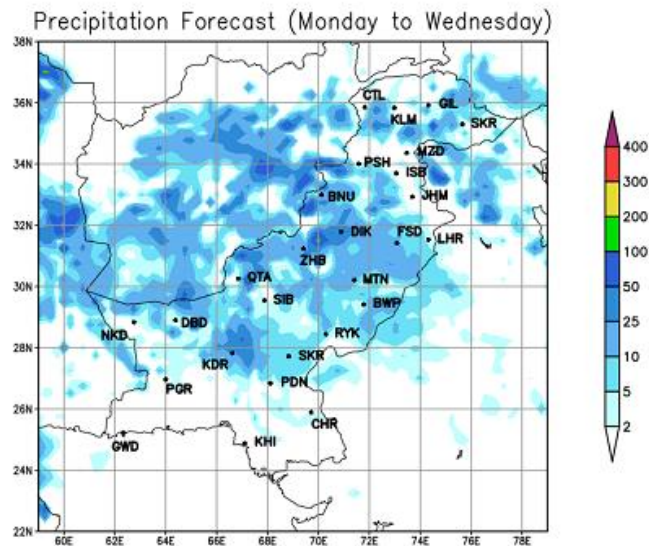 Precipitation Forecast (Monday to Wednesday)
38N
36N
34N
32N
30N
28N
26N
24N
22N
60E
62E
64E
66E
68E
70E
72E
74E
76E
78E
CTL
GIL
KLM
SKR
MZD
PSH
ISB
BNU
JHM
DIK
FSD
LHR
ZHB
QTA
MTN
SIB
BWP
DBD
NKD
RYK
KDR
SKR
PGR
PDN
CHR
GWD
KHI
400
300
200
100
50
25
10
5
2